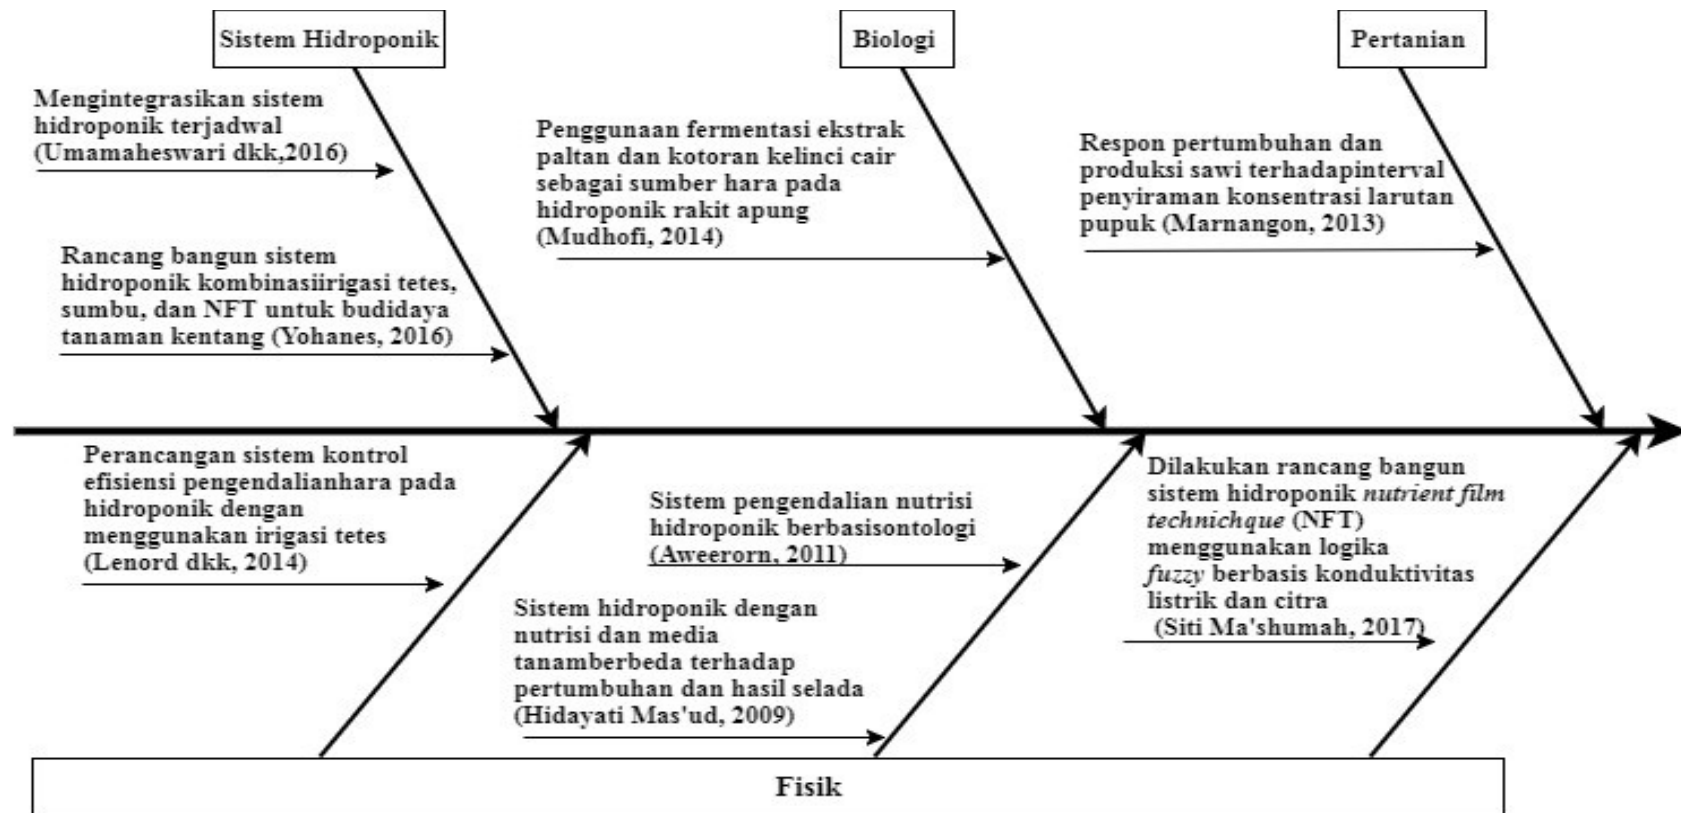 Sistem Hidroponik
Biologi
Pertanian
Mengintegrasikan sistem
hidroponik terjadwal
(Umamaheswari dkk,2016)
Penggunaan fermentasi ekstrak
paltan dan kotoran kelinci cair
sebagai sumber hara pada
hidroponik rakit apung
(Mudhofi, 2014)
Respon pertumbuhan dan
produksi sawi terhadapinterval
penyiraman konsentrasi larutan
pupuk (Marnangon, 2013)
Rancang bangun sistem
hidroponik kombinasiirigasi tetes,
sumbu, dan NFT untuk budidaya
tanaman kentang (Yohanes, 2016)
Perancangan sistem kontrol
efisiensi pengendalianhara pada
hidroponik dengan
menggunakan irigasi tetes
(Lenord dkk, 2014)
Sistem pengendalian nutrisi
hidroponik berbasisontologi
(Aweerorn, 2011)
Sistem hidroponik dengan
nutrisi dan media
tanamberbeda terhadap
pertumbuhan dan hasil selada
(Hidayati Mas'ud, 2009)
Dilakukan rancang bangun
sistem hidroponik nutrient film
technichque (NFT)
menggunakan logika
fuzzy berbasis konduktivitas
listrik dan citra
(Siti Ma'shumah, 2017)
Fisik